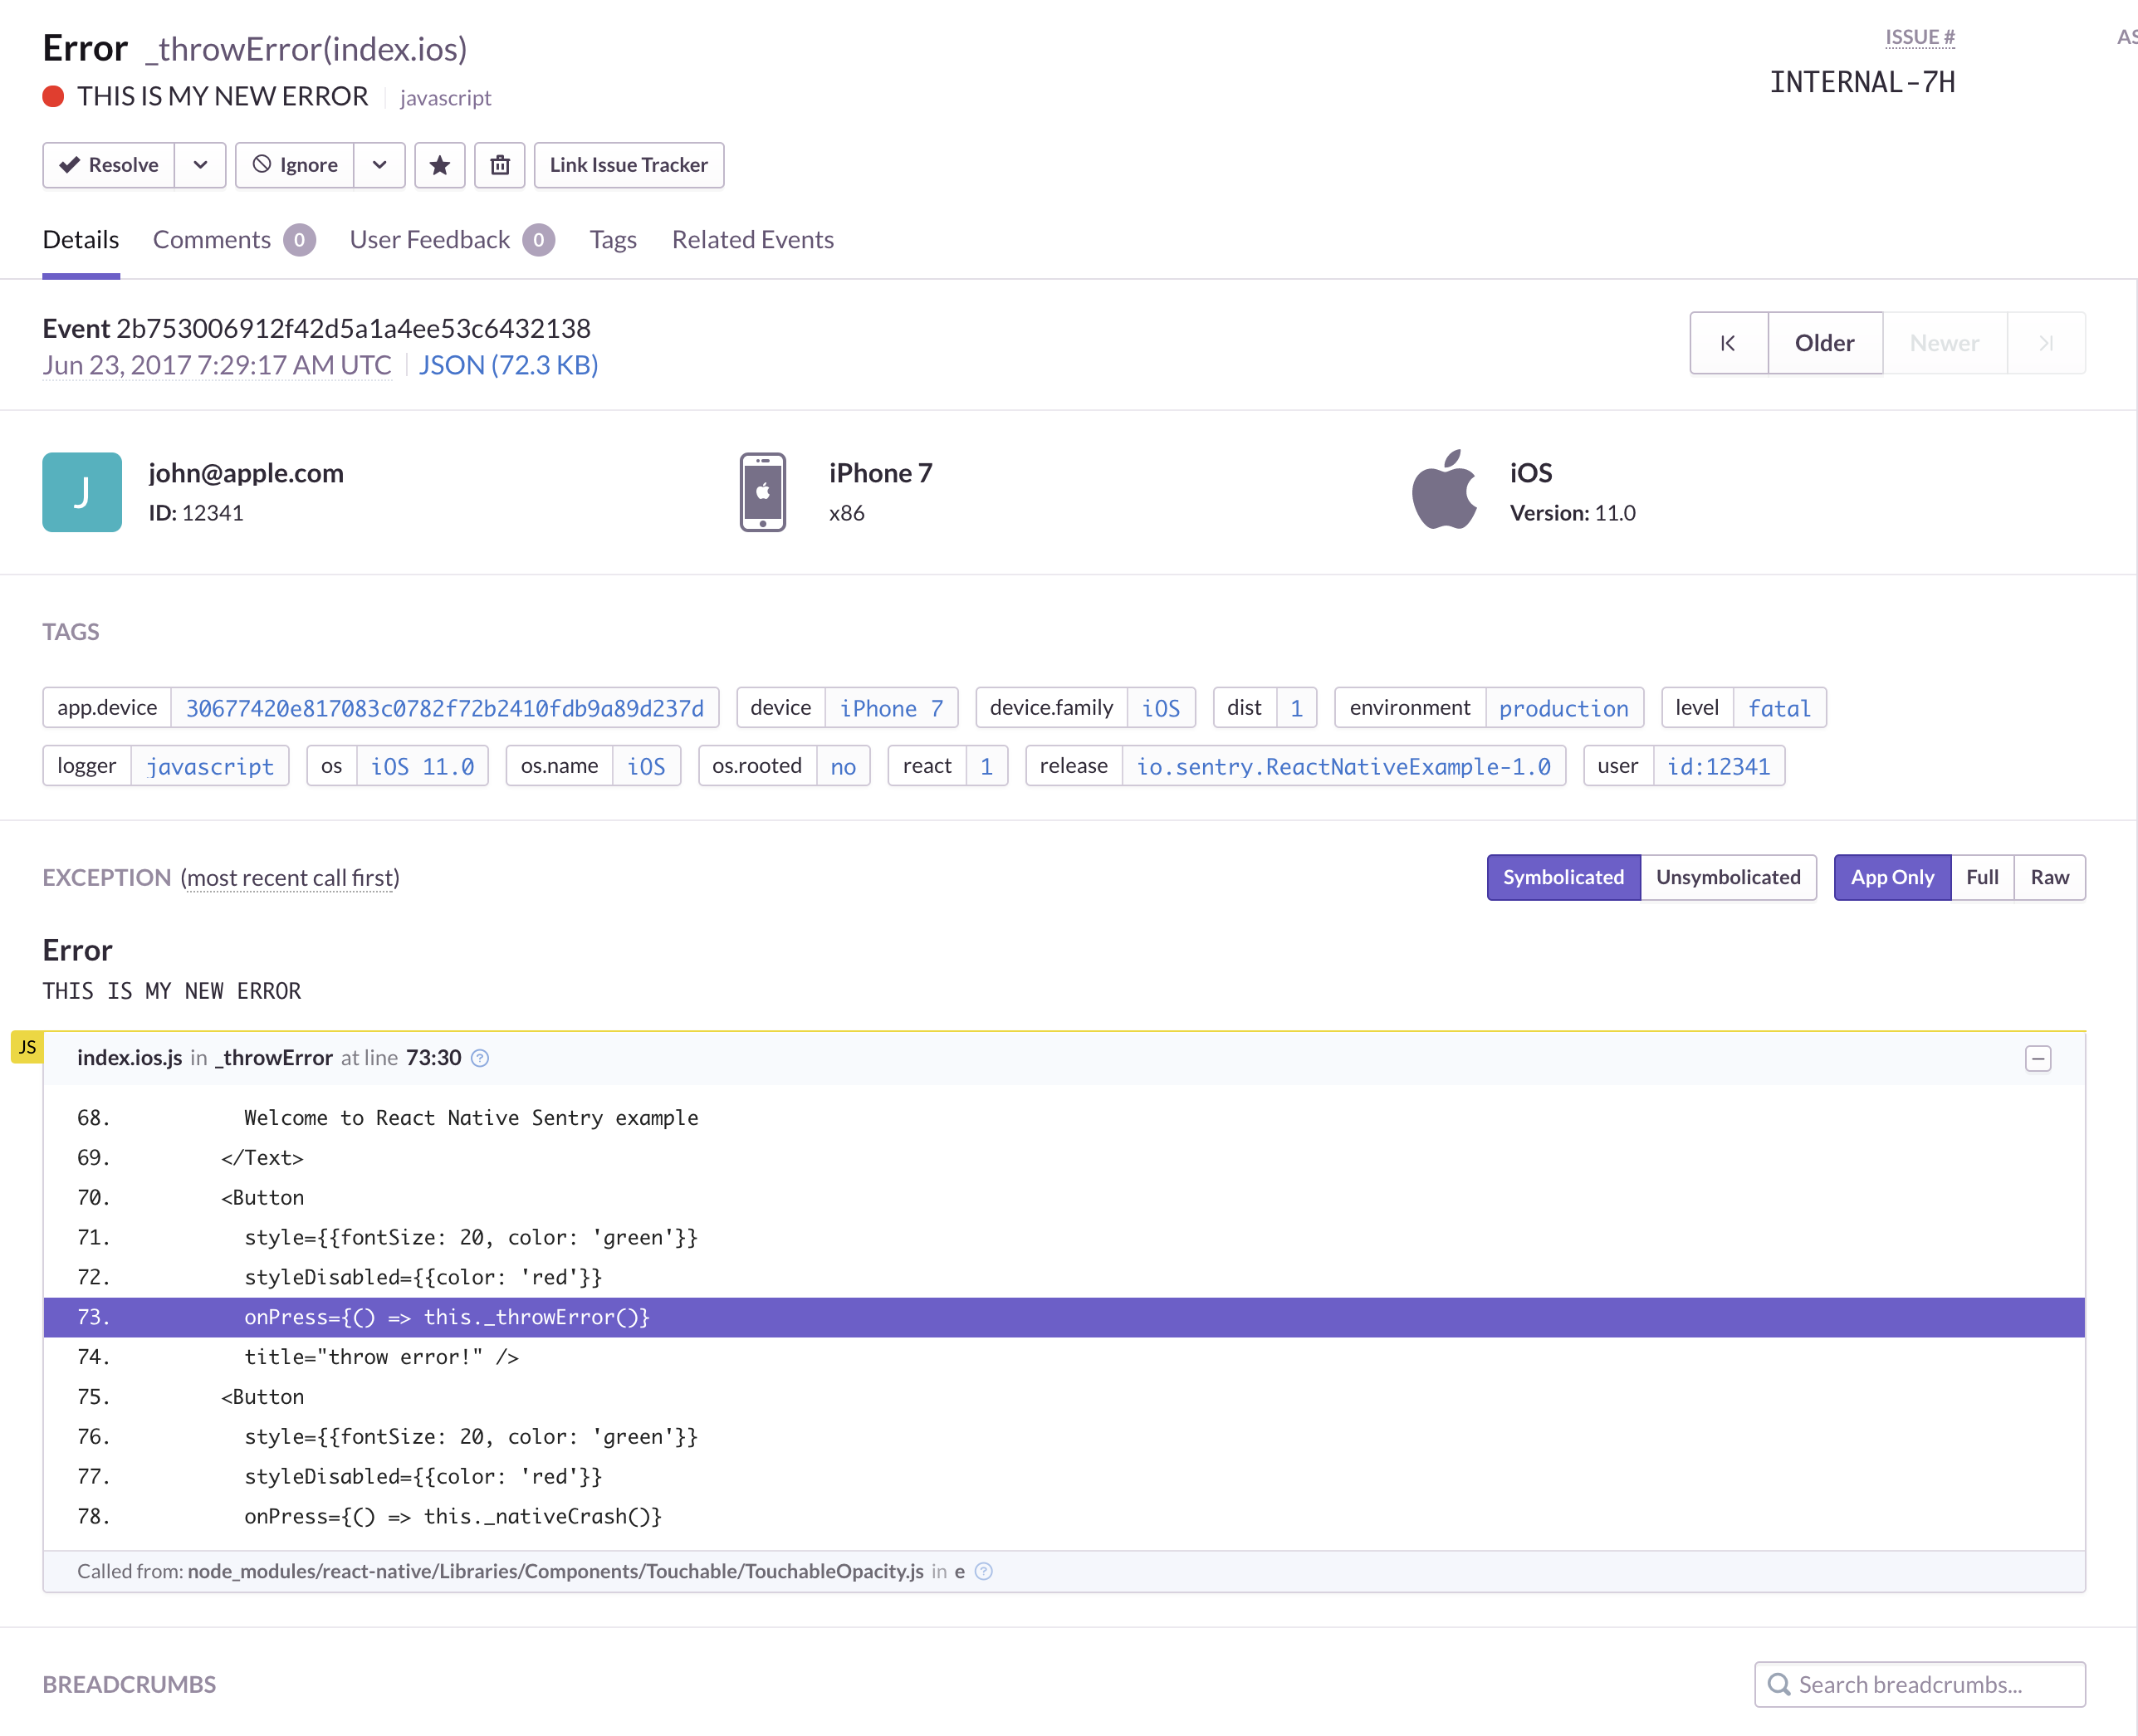 Error _throwError(index.ios)
ISSUE #
THIS IS MY NEW ERROR javascript
INTERNAL-7H
Resolve Ignore Link Issue Tracker
Details Comments 0 User Feedback 0 Tags Related Events
Event 2b753006912f42d5a1a4ee53c6432138
Jun 23, 2017 7:29:17 AM UTC JSON (72.3 KB)
Older Newer
J
john@apple.com
ID: 12341
iPhone 7
x86
iOS
Version: 11.0
TAGS
app.device 30677420e817083c0782f72b2410fdb9a89d237d device iPhone 7 device.family iOS dist 1 environment production level fatal
logger javascript os iOS 11.0 os.name iOS os.rooted no react 1 release io.sentry.ReactNativeExample-1.0 user id:12341
EXCEPTION (most recent call first) Symbolicated Unsymbolicated App Only Full Raw
Error
THIS IS MY NEW ERROR
JS
index.ios.js in _throwError at line 73:30 ?
68. Welcome to React Native Sentry example
69. </Text>
70. <Button
71. style={{fontSize: 20, color: 'green'}}
72. styleDisabled={{color: 'red'}}
73. onPress={() => this._throwError()}
74. title="throw error!" />
75. <Button
76. style={{fontSize: 20, color: 'green'}}
77. styleDisabled={{color: 'red'}}
78. onPress={() => this._nativeCrash()}
Called from: node_modules/react-native/Libraries/Components/Touchable/TouchableOpacity.js in e ?
BREADCRUMBS
Search breadcrumbs...